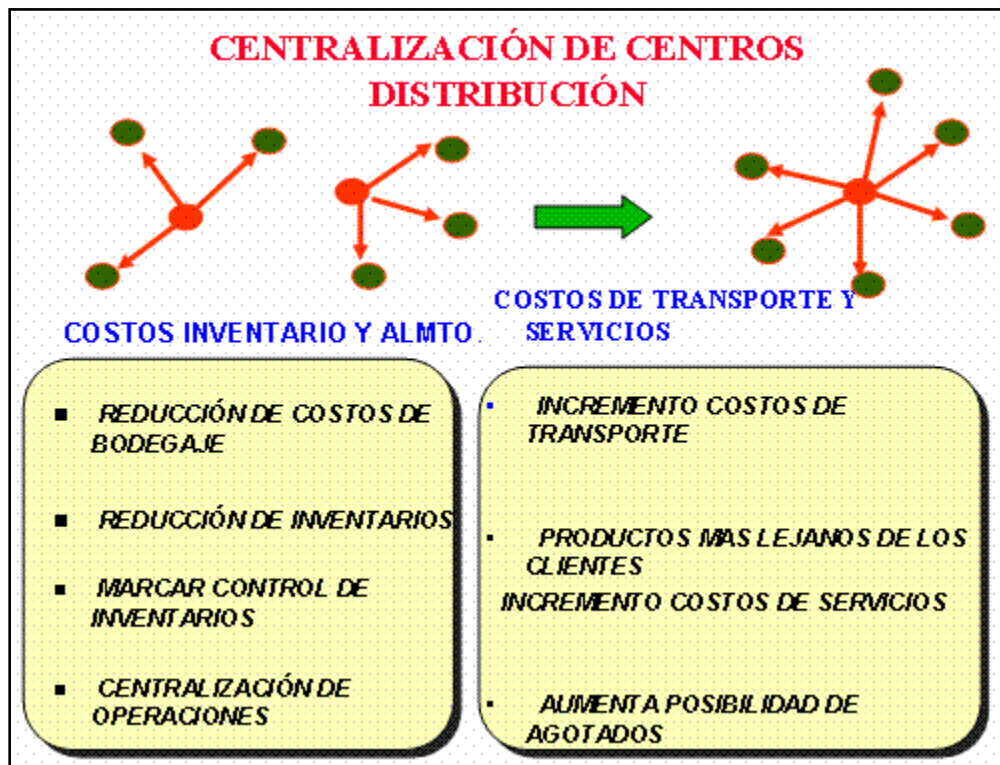 CENTRALIZACIÓN DE CENTROS
DISTRIBUCIÓN
COSTOS INVENTARIO Y ALMTO.
▪ REDUCCIÓN DE COSTOS DE
BODEGAJE
▪ REDUCCIÓN DE INVENTARIOS
▪ MARCAR CONTROL DE
INVENTARIOS
▪ CENTRALIZACIÓN DE
OPERACIONES
COSTOS DE TRANSPORTE Y
SERVICIOS
▪ INCREMENTO COSTOS DE
TRANSPORTE
▪ PRODUCTOS MAS LEJANOS DE LOS
CLIENTES
INCREMENTO COSTOS DE SERVICIOS
▪ AUMENTA POSIBILIDAD DE
AGOTADOS